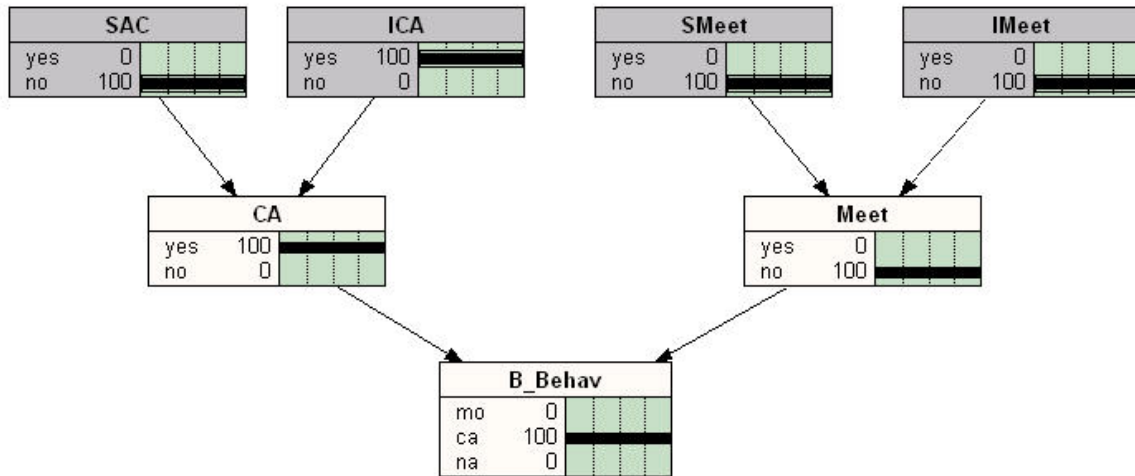 SAC
yes 0
no 100
ICA
yes 100
no 0
SMeet
yes 0
no 100
IMeet
yes 0
no 100
CA
yes 100
no 0
Meet
yes 0
no 100
B_Behav
mo 0
ca 100
na 0